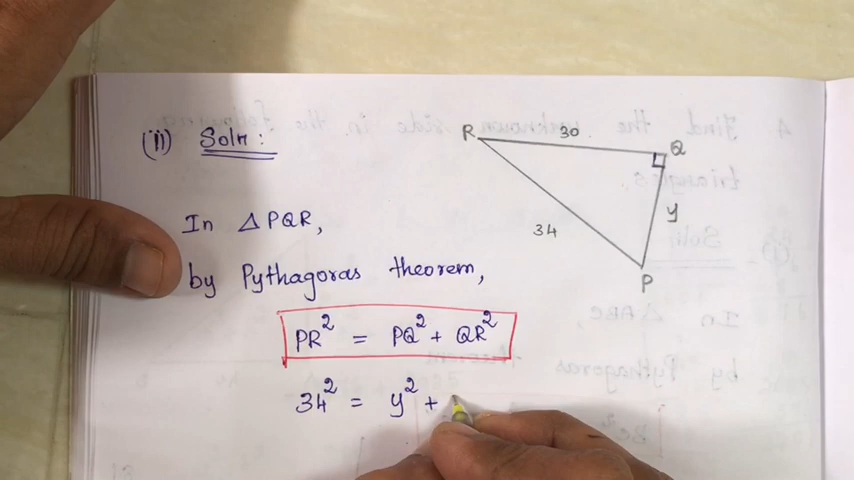 (ii) Soln :
R 30 Q
y
34
P
In △PQR,
by Pythagoras theorem,
PR² = PQ² + QR²
34² = y² +